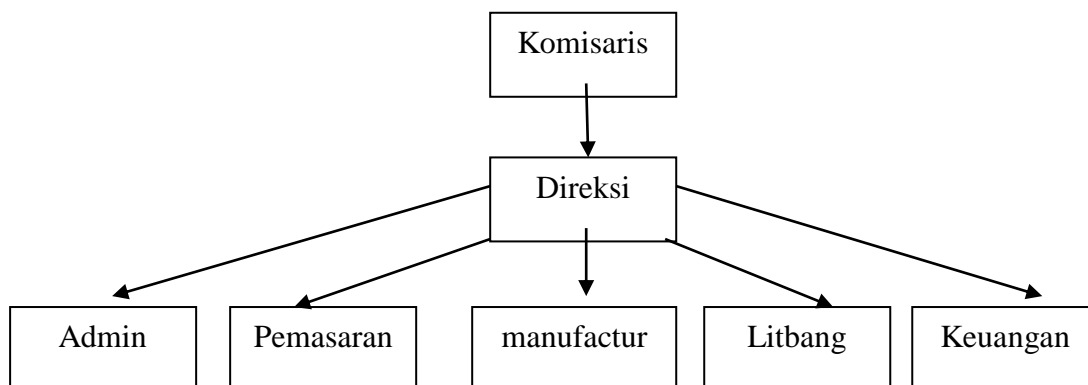 Komisaris
Direksi
Admin
Pemasaran
manufactur
Litbang
Keuangan